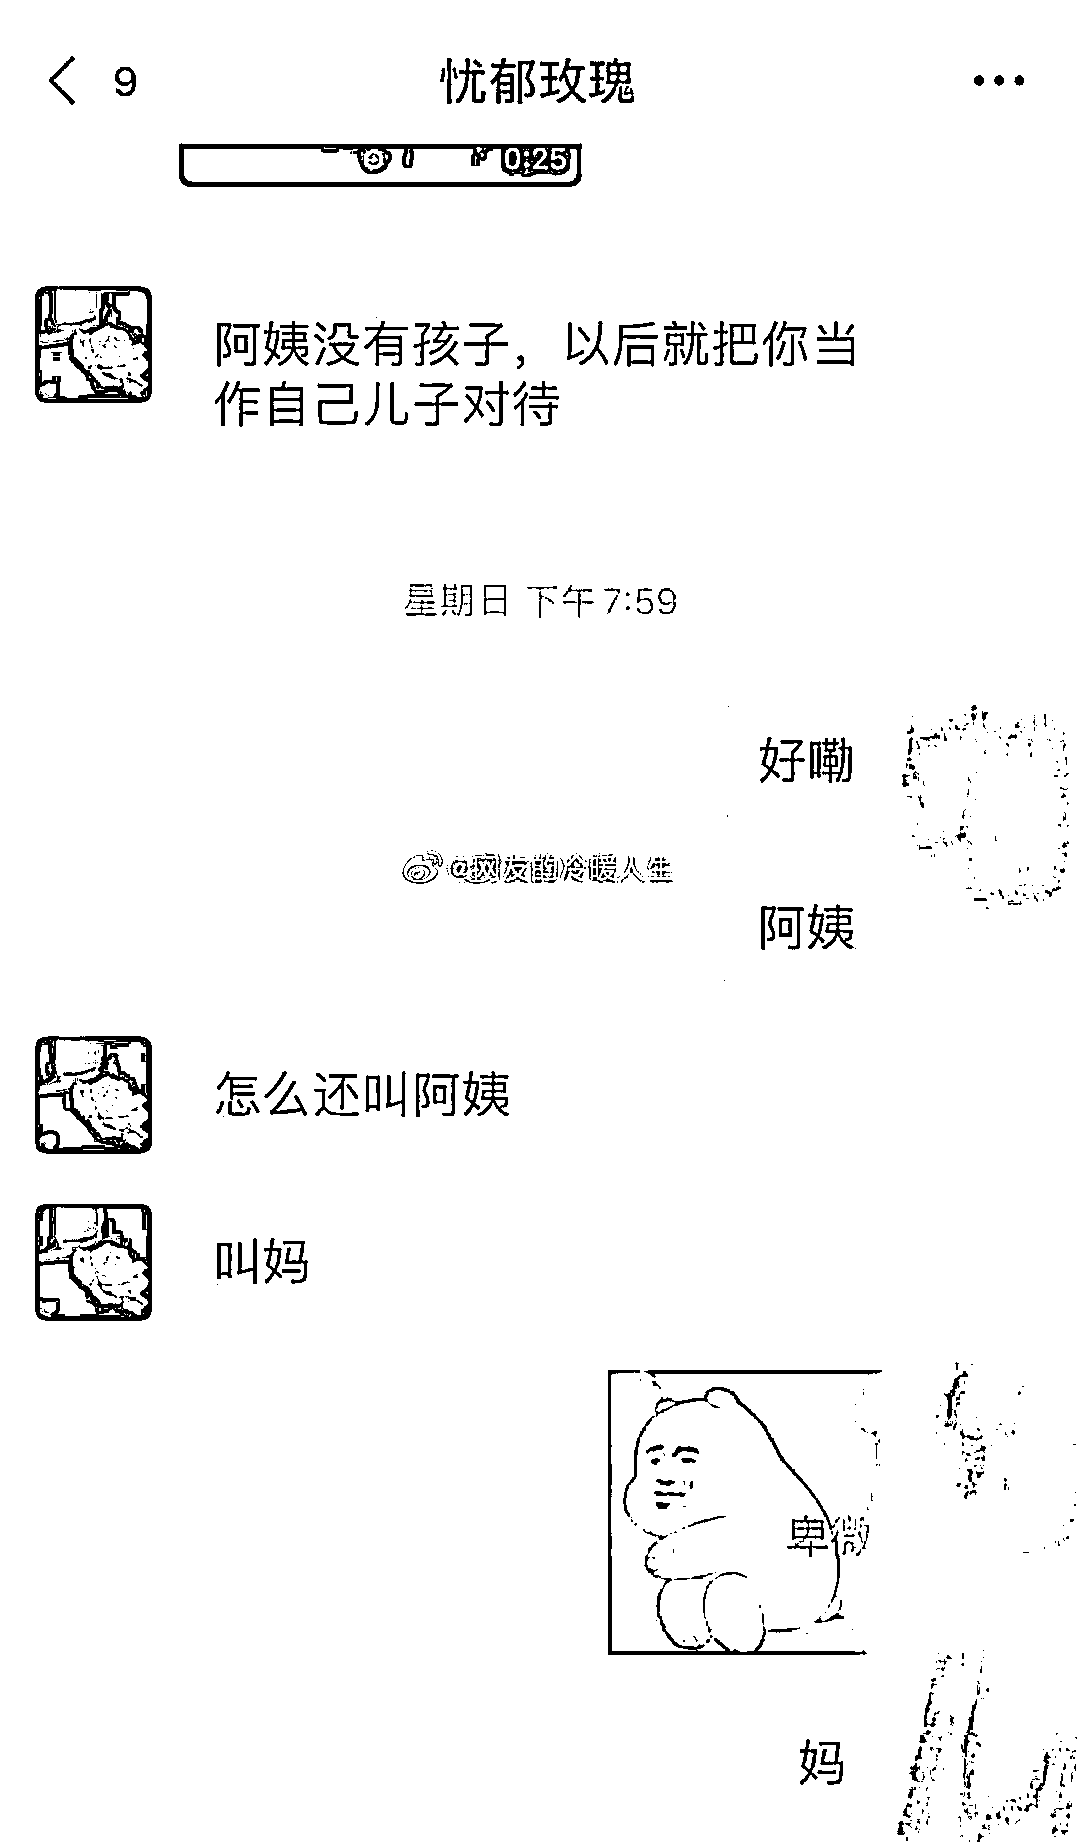 9
忧郁玫瑰
0:25
阿姨没有孩子，以后就把你当
作自己儿子对待
星期日 下午 7:59
好嘞
@网友的冷暖人生
阿姨
怎么还叫阿姨
叫妈
卑微
妈